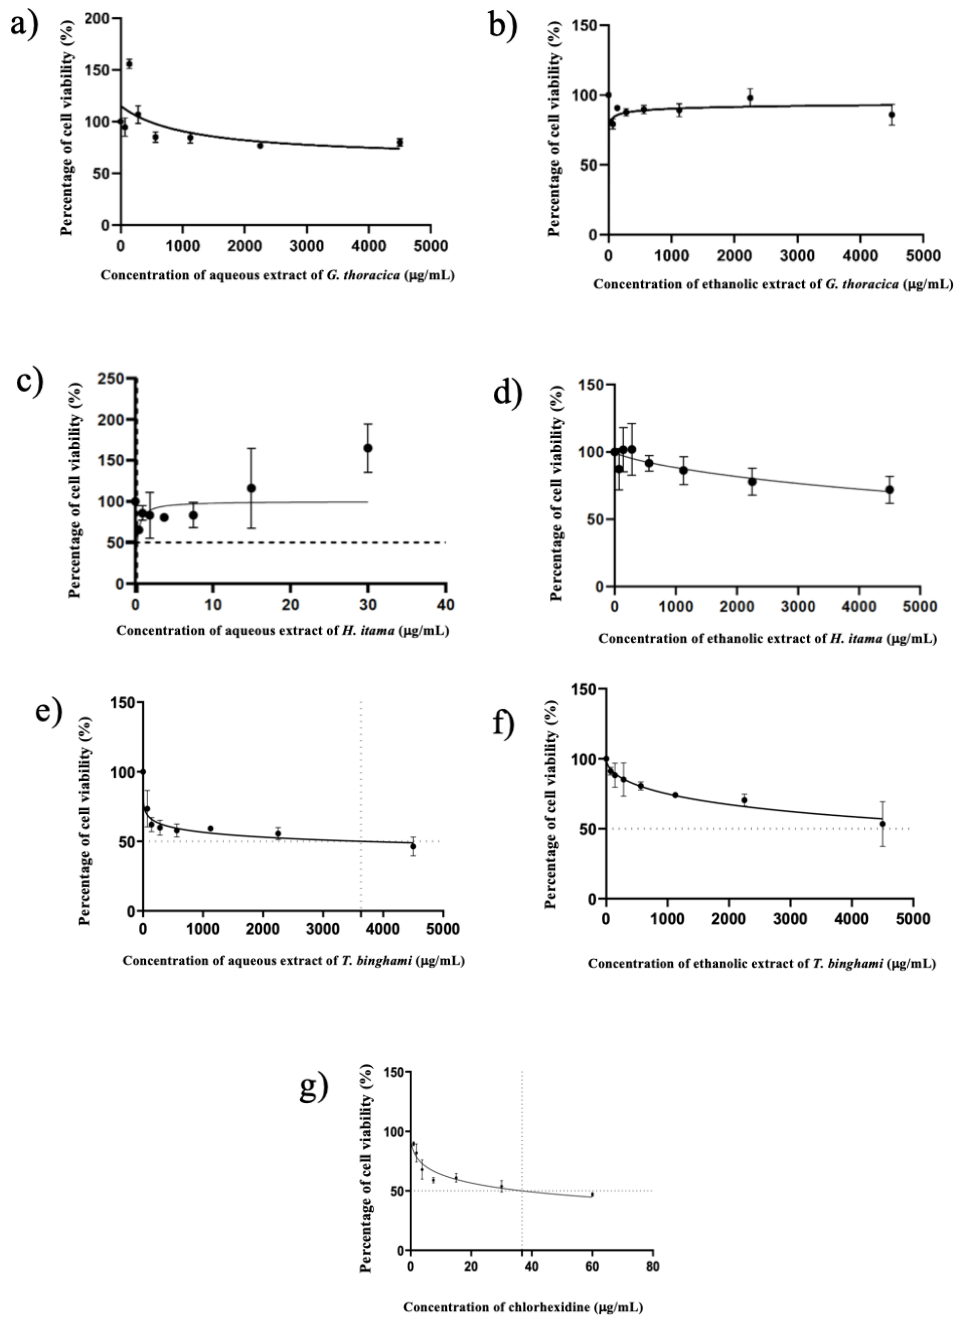 a)
Percentage of cell viability (%)
200
150
100
50
0
0 1000 2000 3000 4000 5000
Concentration of aqueous extract of G. thoracica (µg/mL)
b)
Percentage of cell viability (%)
150
100
50
0
0 1000 2000 3000 4000 5000
Concentration of ethanolic extract of G. thoracica (µg/mL)
c)
Percentage of cell viability (%)
250
200
150
100
50
0
0 10 20 30 40
Concentration of aqueous extract of H. itama (µg/mL)
d)
Percentage of cell viability (%)
150
100
50
0
0 1000 2000 3000 4000 5000
Concentration of ethanolic extract of H. itama (µg/mL)
e)
Percentage of cell viability (%)
150
100
50
0
0 1000 2000 3000 4000 5000
Concentration of aqueous extract of T. binghami (µg/mL)
f)
Percentage of cell viability (%)
150
100
50
0
0 1000 2000 3000 4000 5000
Concentration of ethanolic extract of T. binghami (µg/mL)
g)
Percentage of cell viability (%)
150
100
50
0
0 20 40 60 80
Concentration of chlorhexidine (µg/mL)